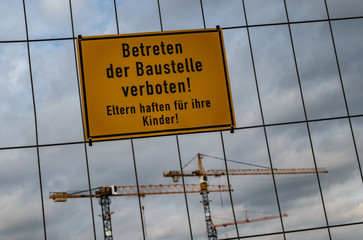 Betreten
der Baustelle
verboten!
Eltern haften für ihre
Kinder!